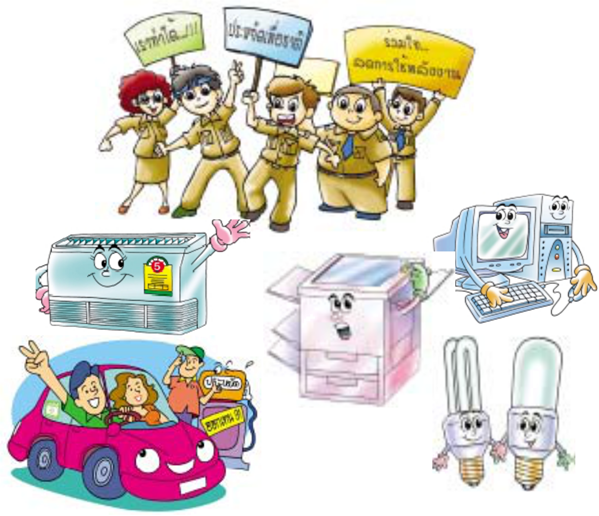 เราทำได้...!!!
ประหยัดเพื่อชาติ
ร่วมใจ...
ลดการใช้พลังงาน
5
ประหยัด